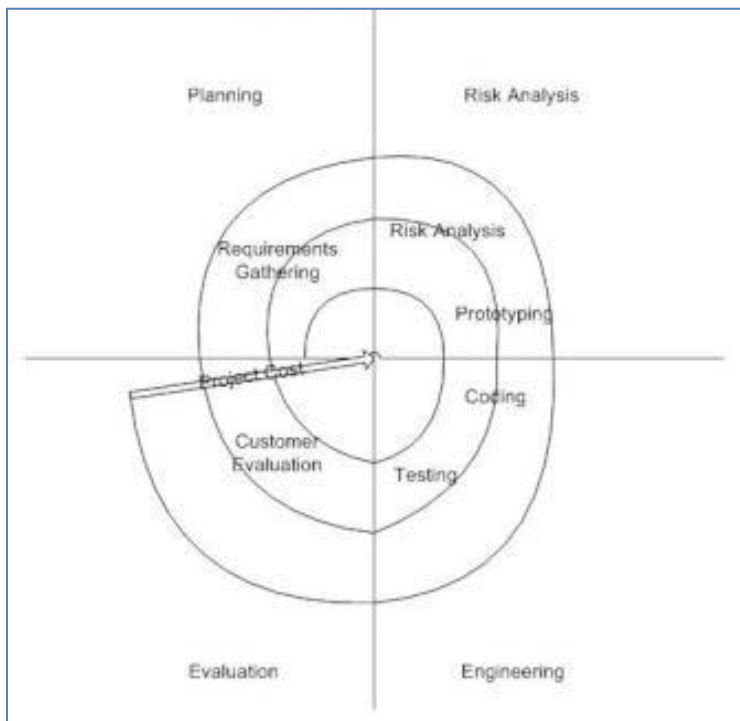 Planning
Risk Analysis
Requirements
Gathering
Risk Analysis
Prototyping
Project Cost
Coding
Customer
Evaluation
Testing
Evaluation
Engineering